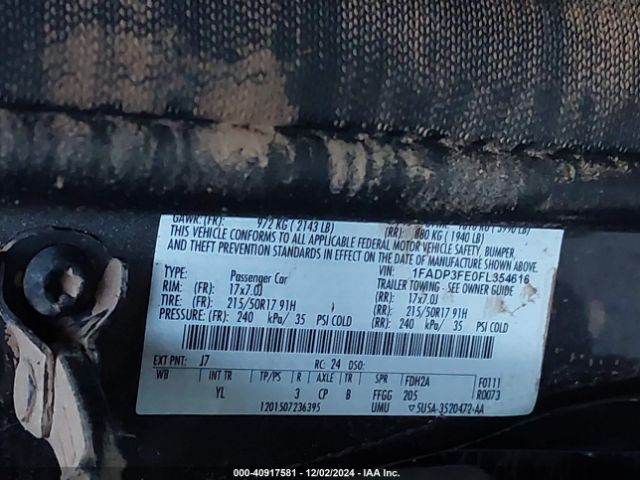 GAWR: (FR): 972 KG ( 2143 LB)
(RR): 880 KG ( 1940 LB)
THIS VEHICLE CONFORMS TO ALL APPLICABLE FEDERAL MOTOR VEHICLE SAFETY, BUMPER,
AND THEFT PREVENTION STANDARDS IN EFFECT ON THE DATE OF MANUFACTURE SHOWN ABOVE.
VIN: 1FADP3FE0FL354616
TYPE: Passenger Car TRAILER TOWING - SEE OWNER GUIDE
RIM: (FR): 17x7.0J (RR): 17x7.0J
TIRE: (FR): 215/50R17 91H (RR): 215/50R17 91H
PRESSURE: (FR): 240 kPa/ 35 PSI COLD (RR): 240 kPa/ 35 PSI COLD
EXT PNT: J7 RC: 24 DSO:
WB INT TR TP/PS R AXLE TR SPR FDH2A F0111
YL 3 CP B FFGG 205 R0073
1201507236395 UMU ▽5USA-3520472-AA
000-40917581 - 12/02/2024 - IAA Inc.